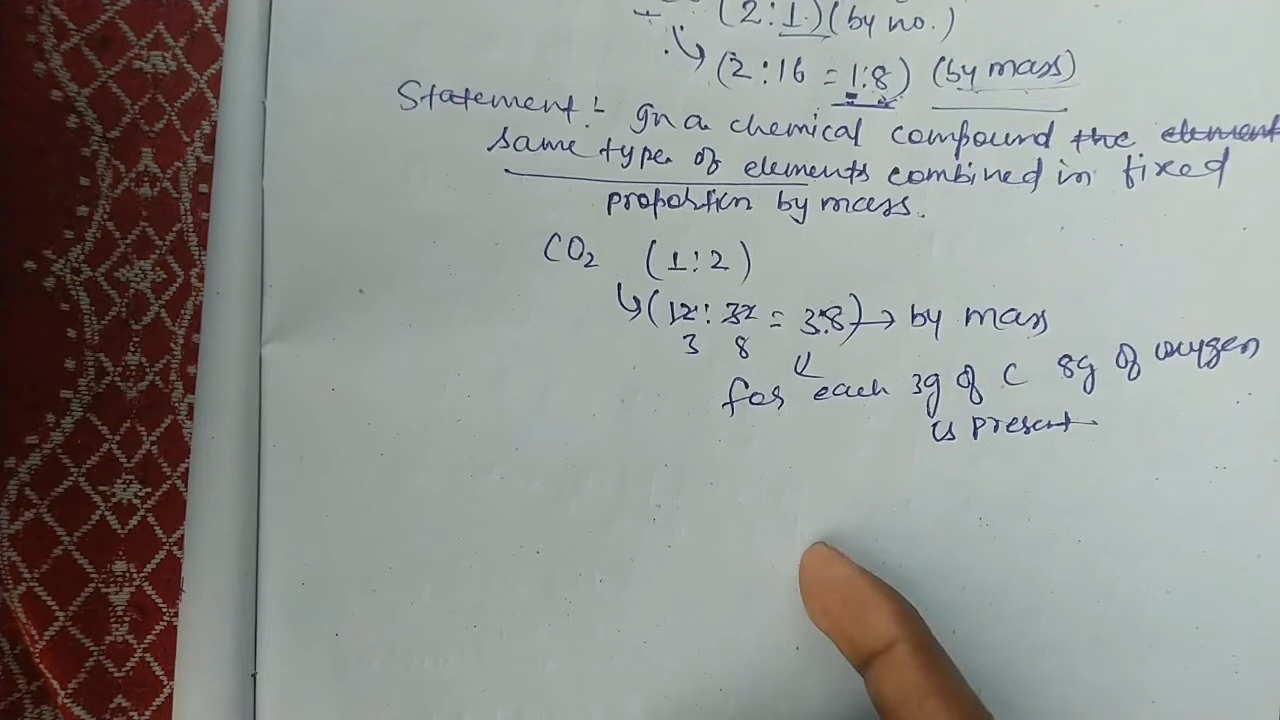 (2:1) (by no.)
(2:16 = 1:8) (by mass)
Statement:- In a chemical compound the element
same type of elements combined in fixed
proportion by mass.
CO₂ (1:2)
(12:32 = 3:8) → by mass
3 8
for each 3g of C 8g of oxygen
is present